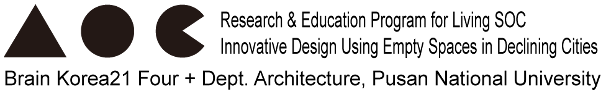 Research & Education Program for Living SOC
Innovative Design Using Empty Spaces in Declining Cities
Brain Korea21 Four + Dept. Architecture, Pusan National University